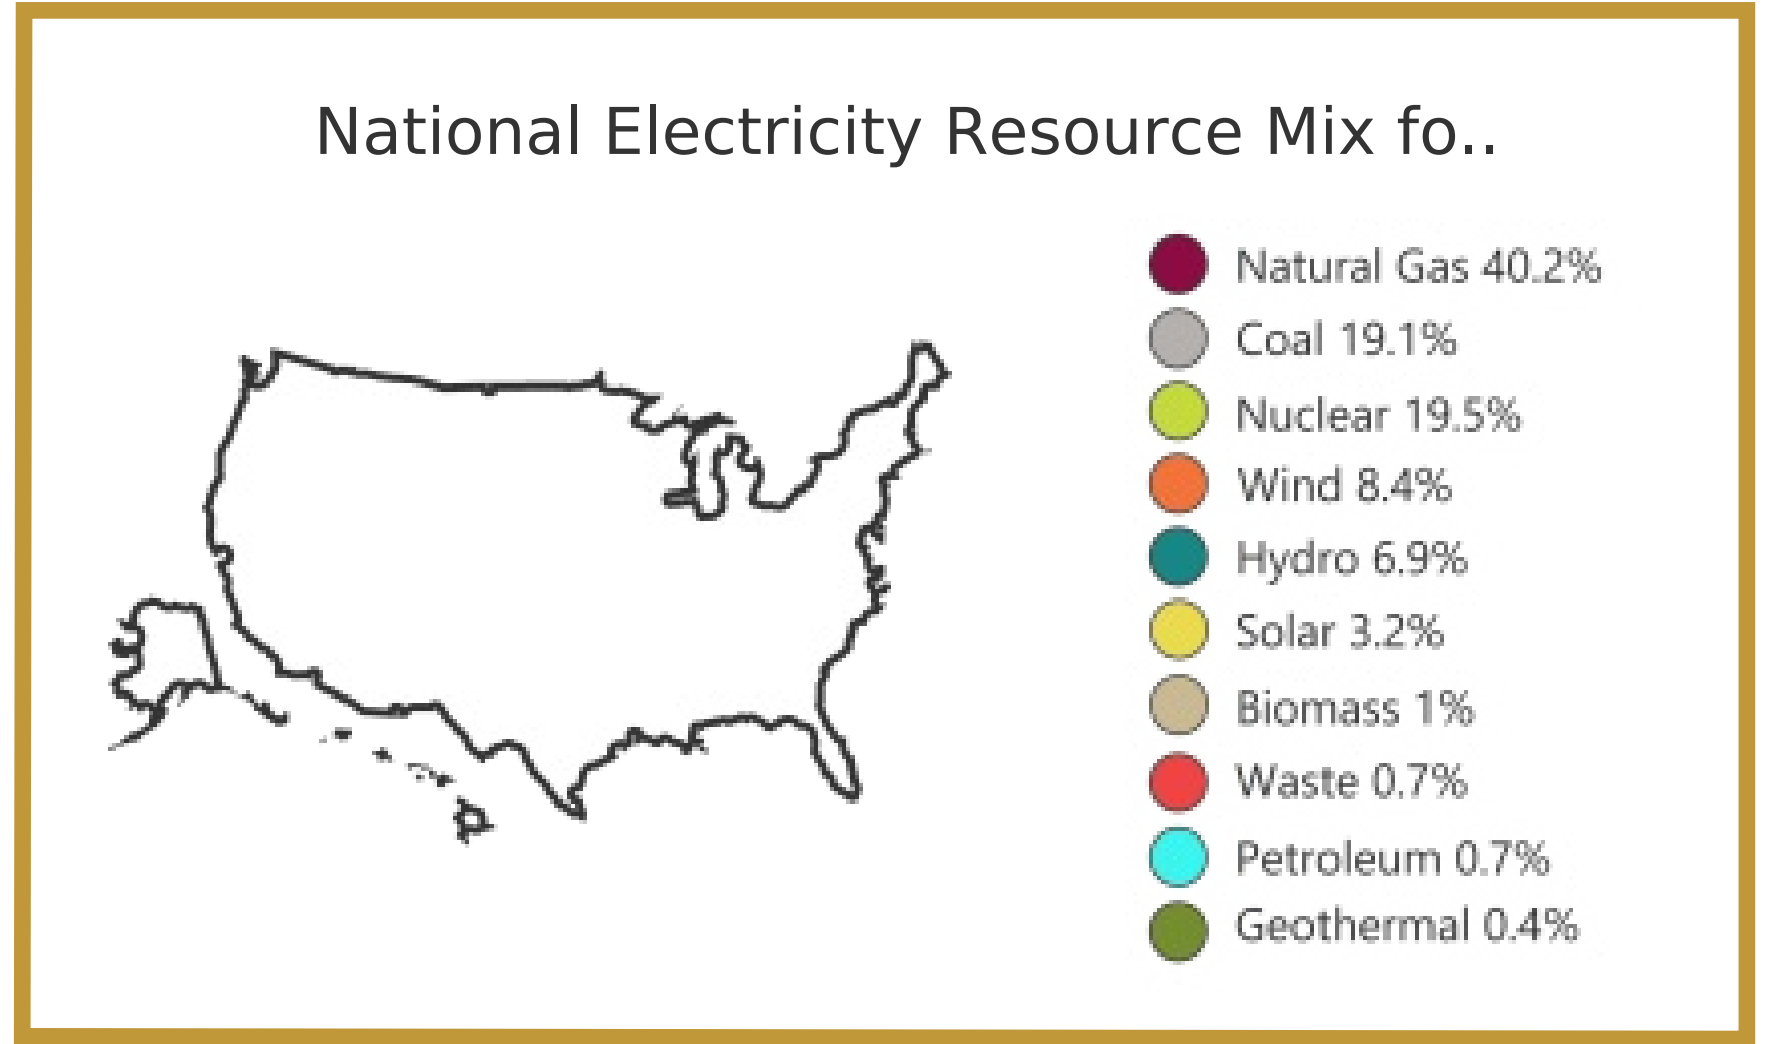 National Electricity Resource Mix fo..
Natural Gas 40.2%
Coal 19.1%
Nuclear 19.5%
Wind 8.4%
Hydro 6.9%
Solar 3.2%
Biomass 1%
Waste 0.7%
Petroleum 0.7%
Geothermal 0.4%